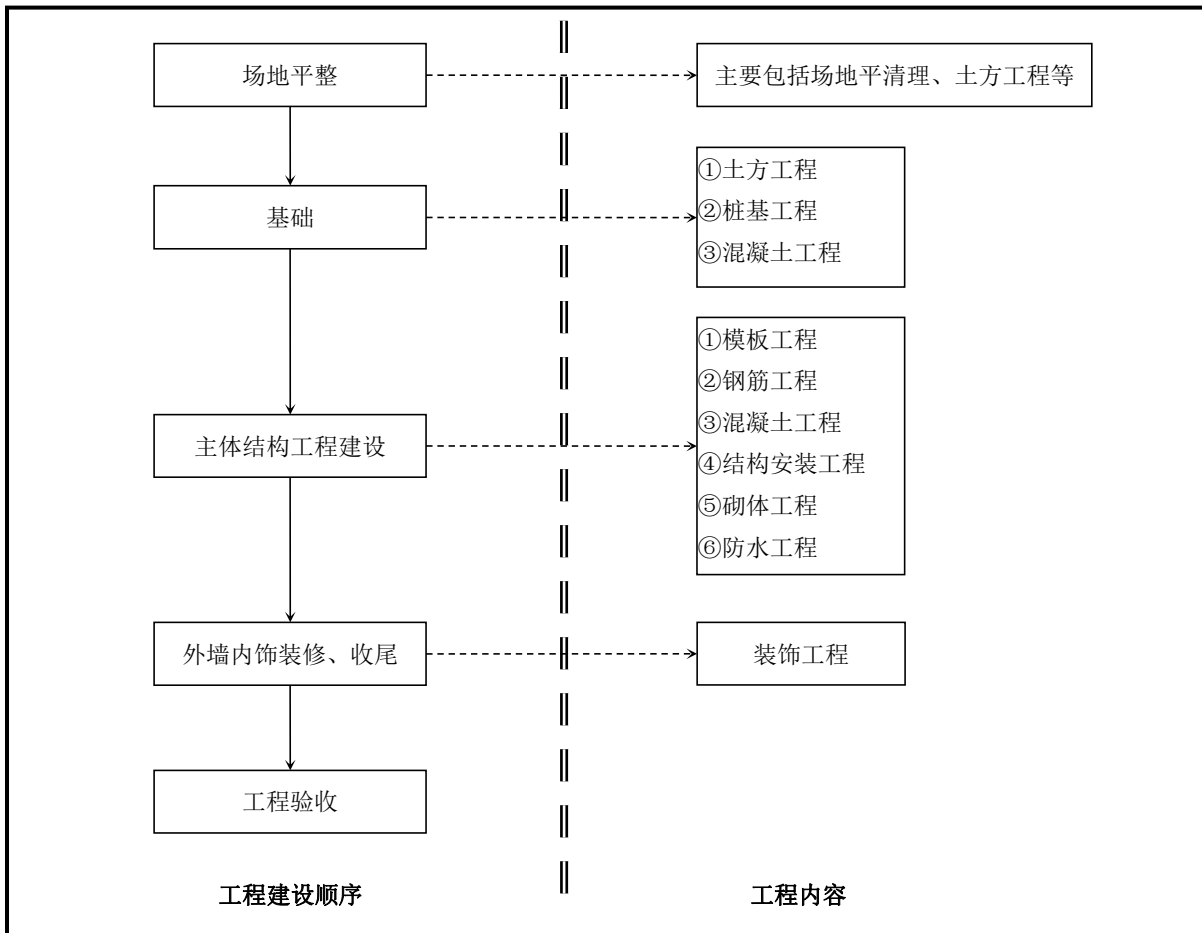 场地平整
主要包括场地平清理、土方工程等
基础
①土方工程
②桩基工程
③混凝土工程
主体结构工程建设
①模板工程
②钢筋工程
③混凝土工程
④结构安装工程
⑤砌体工程
⑥防水工程
外墙内饰装修、收尾
装饰工程
工程验收
工程建设顺序
工程内容